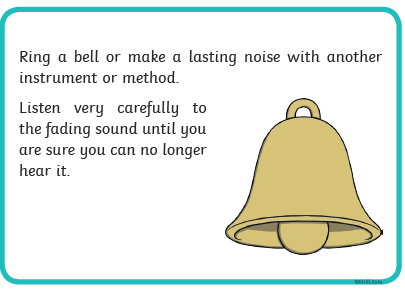 Ring a bell or make a lasting noise with another
instrument or method.
Listen very carefully to
the fading sound until you
are sure you can no longer
hear it.